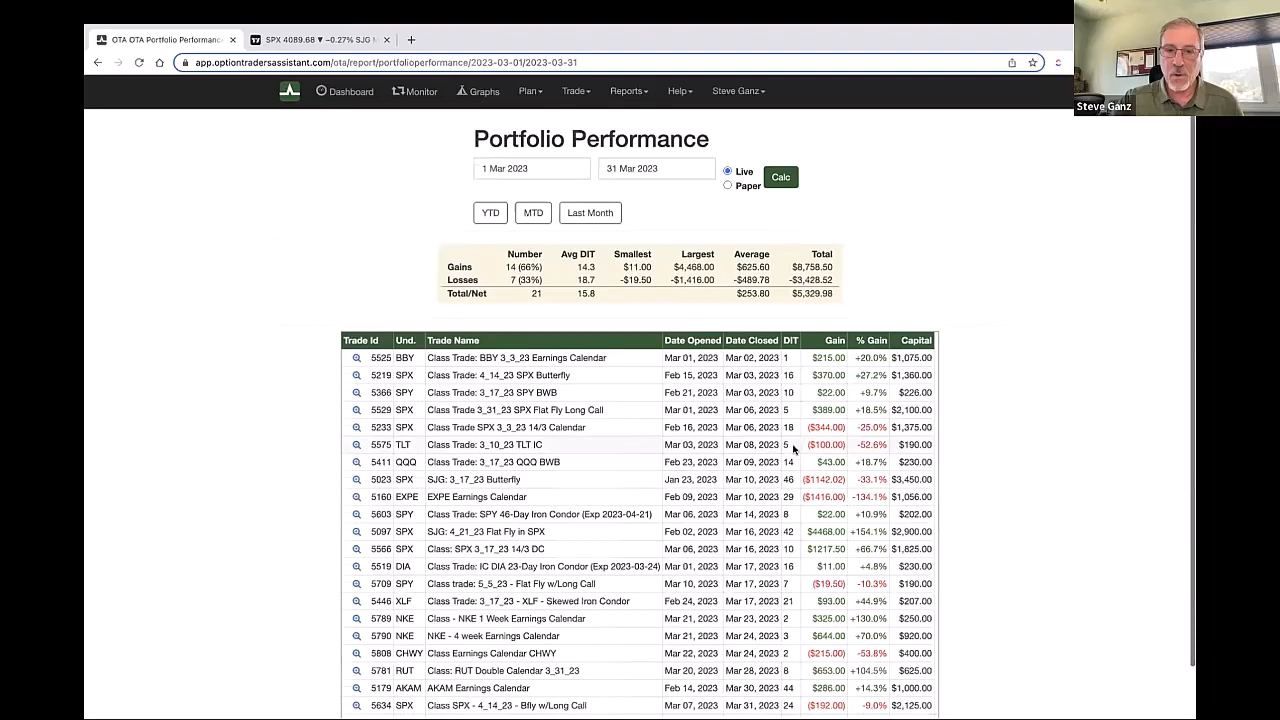 OTA OTA Portfolio Performance
SPX 4089.68 ▼ −0.27% SJG
app.optiontradersassistant.com/ota/report/portfolioperformance/2023-03-01/2023-03-31
Steve Ganz
Dashboard Monitor Graphs Plan Trade Reports Help Steve Ganz
Portfolio Performance
1 Mar 2023 31 Mar 2023 Live
Paper
Calc
YTD MTD Last Month
Number Avg DIT Smallest Largest Average Total
Gains 14 (66%) 14.3 $11.00 $4,468.00 $625.60 $8,758.50
Losses 7 (33%) 18.7 -$19.50 -$1,416.00 -$489.78 -$3,428.52
Total/Net 21 15.8 $253.80 $5,329.98
Trade Id Und. Trade Name Date Opened Date Closed DIT Gain % Gain Capital
5525 BBY Class Trade: BBY 3_3_23 Earnings Calendar Mar 01, 2023 Mar 02, 2023 1 $215.00 +20.0% $1,075.00
5219 SPX Class Trade: 4_14_23 SPX Butterfly Feb 15, 2023 Mar 03, 2023 16 $370.00 +27.2% $1,360.00
5366 SPY Class Trade: 3_17_23 SPY BWB Feb 21, 2023 Mar 03, 2023 10 $22.00 +9.7% $226.00
5529 SPX Class Trade 3_31_23 SPX Flat Fly Long Call Mar 01, 2023 Mar 06, 2023 5 $389.00 +18.5% $2,100.00
5233 SPX Class Trade SPX 3_3_23 14/3 Calendar Feb 16, 2023 Mar 06, 2023 18 ($344.00) -25.0% $1,375.00
5575 TLT Class Trade: 3_10_23 TLT IC Mar 03, 2023 Mar 08, 2023 5 ($100.00) -52.6% $190.00
5411 QQQ Class Trade: 3_17_23 QQQ BWB Feb 23, 2023 Mar 09, 2023 14 $43.00 +18.7% $230.00
5023 SPX SJG: 3_17_23 Butterfly Jan 23, 2023 Mar 10, 2023 46 ($1142.02) -33.1% $3,450.00
5160 EXPE EXPE Earnings Calendar Feb 09, 2023 Mar 10, 2023 29 ($1416.00) -134.1% $1,056.00
5603 SPY Class Trade: SPY 46-Day Iron Condor (Exp 2023-04-21) Mar 06, 2023 Mar 14, 2023 8 $22.00 +10.9% $202.00
5097 SPX SJG: 4_21_23 Flat Fly in SPX Feb 02, 2023 Mar 16, 2023 42 $4468.00 +154.1% $2,900.00
5566 SPX Class: SPX 3_17_23 14/3 DC Mar 06, 2023 Mar 16, 2023 10 $1217.50 +66.7% $1,825.00
5519 DIA Class Trade: IC DIA 23-Day Iron Condor (Exp 2023-03-24) Mar 01, 2023 Mar 17, 2023 16 $11.00 +4.8% $230.00
5709 SPY Class trade: 5_5_23 - Flat Fly w/Long Call Mar 10, 2023 Mar 17, 2023 7 ($19.50) -10.3% $190.00
5446 XLF Class Trade: 3_17_23 - XLF - Skewed Iron Condor Feb 24, 2023 Mar 17, 2023 21 $93.00 +44.9% $207.00
5789 NKE Class - NKE 1 Week Earnings Calendar Mar 21, 2023 Mar 23, 2023 2 $325.00 +130.0% $250.00
5790 NKE NKE - 4 week Earnings Calendar Mar 21, 2023 Mar 24, 2023 3 $644.00 +70.0% $920.00
5808 CHWY Class Earnings Calendar CHWY Mar 22, 2023 Mar 24, 2023 2 ($215.00) -53.8% $400.00
5781 RUT Class: RUT Double Calendar 3_31_23 Mar 20, 2023 Mar 28, 2023 8 $653.00 +104.5% $625.00
5179 AKAM AKAM Earnings Calendar Feb 14, 2023 Mar 30, 2023 44 $286.00 +14.3% $1,000.00
5634 SPX Class SPX - 4_14_23 - Bfly w/Long Call Mar 07, 2023 Mar 31, 2023 24 ($192.00) -9.0% $2,125.00